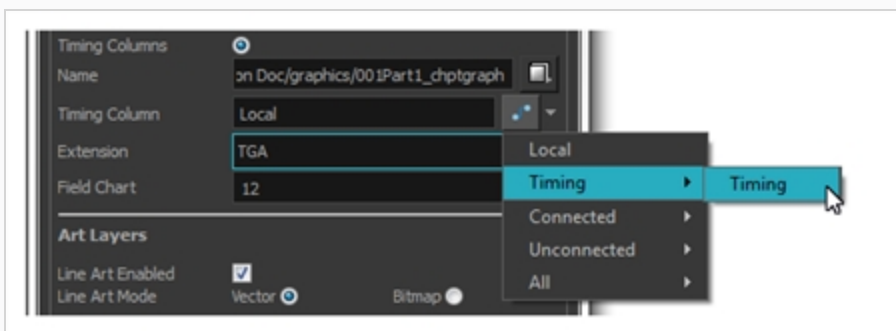 Timing Columns
Name on Doc/graphics/001Part1_chptgraph
Timing Column Local
Extension TGA
Field Chart 12
Local
Timing Timing
Connected
Unconnected
All
Art Layers
Line Art Enabled
Line Art Mode Vector Bitmap